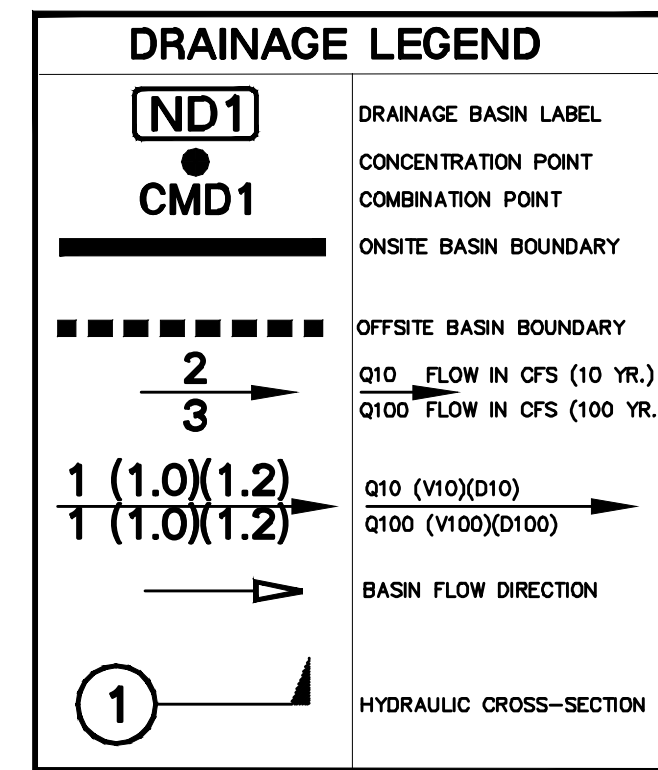 DRAINAGE LEGEND
ND1 DRAINAGE BASIN LABEL
CONCENTRATION POINT
CMD1 COMBINATION POINT
ONSITE BASIN BOUNDARY
OFFSITE BASIN BOUNDARY
2 Q10 FLOW IN CFS (10 YR.)
3 Q100 FLOW IN CFS (100 YR.
1 (1.0)(1.2) Q10 (V10)(D10)
1 (1.0)(1.2) Q100 (V100)(D100)
BASIN FLOW DIRECTION
1 HYDRAULIC CROSS-SECTION